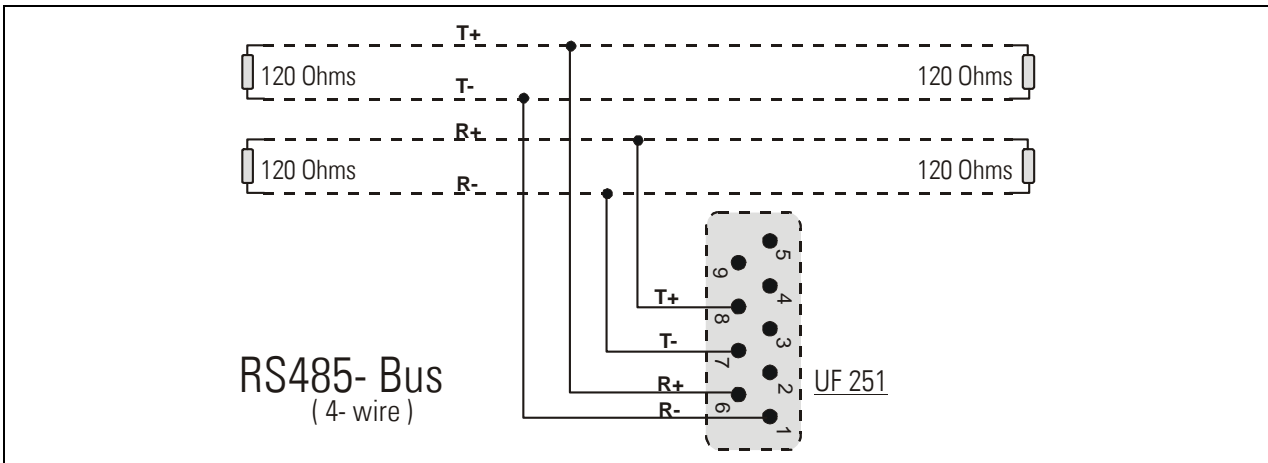 T+
120 Ohms 120 Ohms
T-
R+
120 Ohms 120 Ohms
R-
5
9
T+ 4
8
T- 3
7
RS485- Bus R+ 2 UF 251
( 4- wire ) R- 6
1